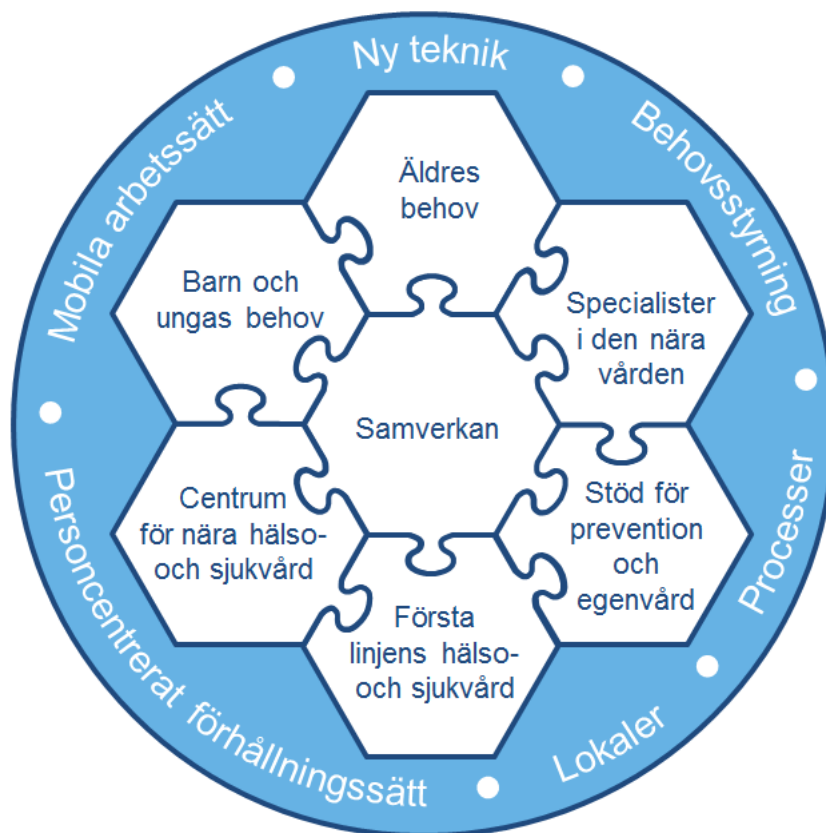 Ny teknik
Behovsstyrning
Processer
Lokaler
Personcentrerat förhållningssätt
Mobila arbetssätt
Äldres
behov
Specialister
i den nära
vården
Stöd för
prevention
och
egenvård
Första
linjens hälso-
och sjukvård
Centrum
för nära hälso-
och sjukvård
Barn och
ungas behov
Samverkan